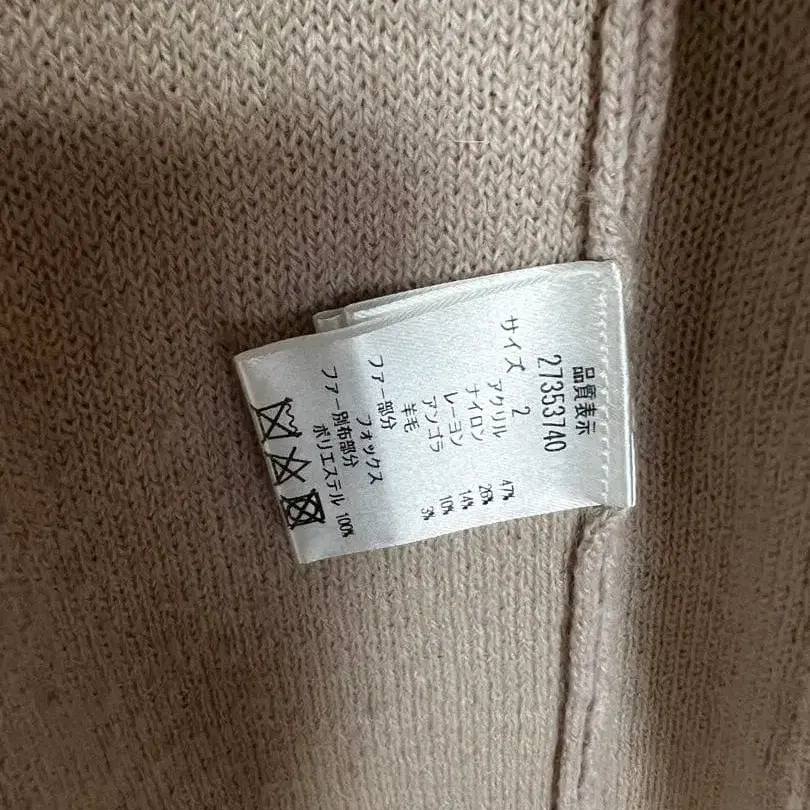 品質表示
27353740
サイズ 2
アクリル 47%
ナイロン 26%
レーヨン 14%
アンゴラ 10%
羊毛 3%
ファー部分
フォックス
ファー別布部分
ポリエステル 100%